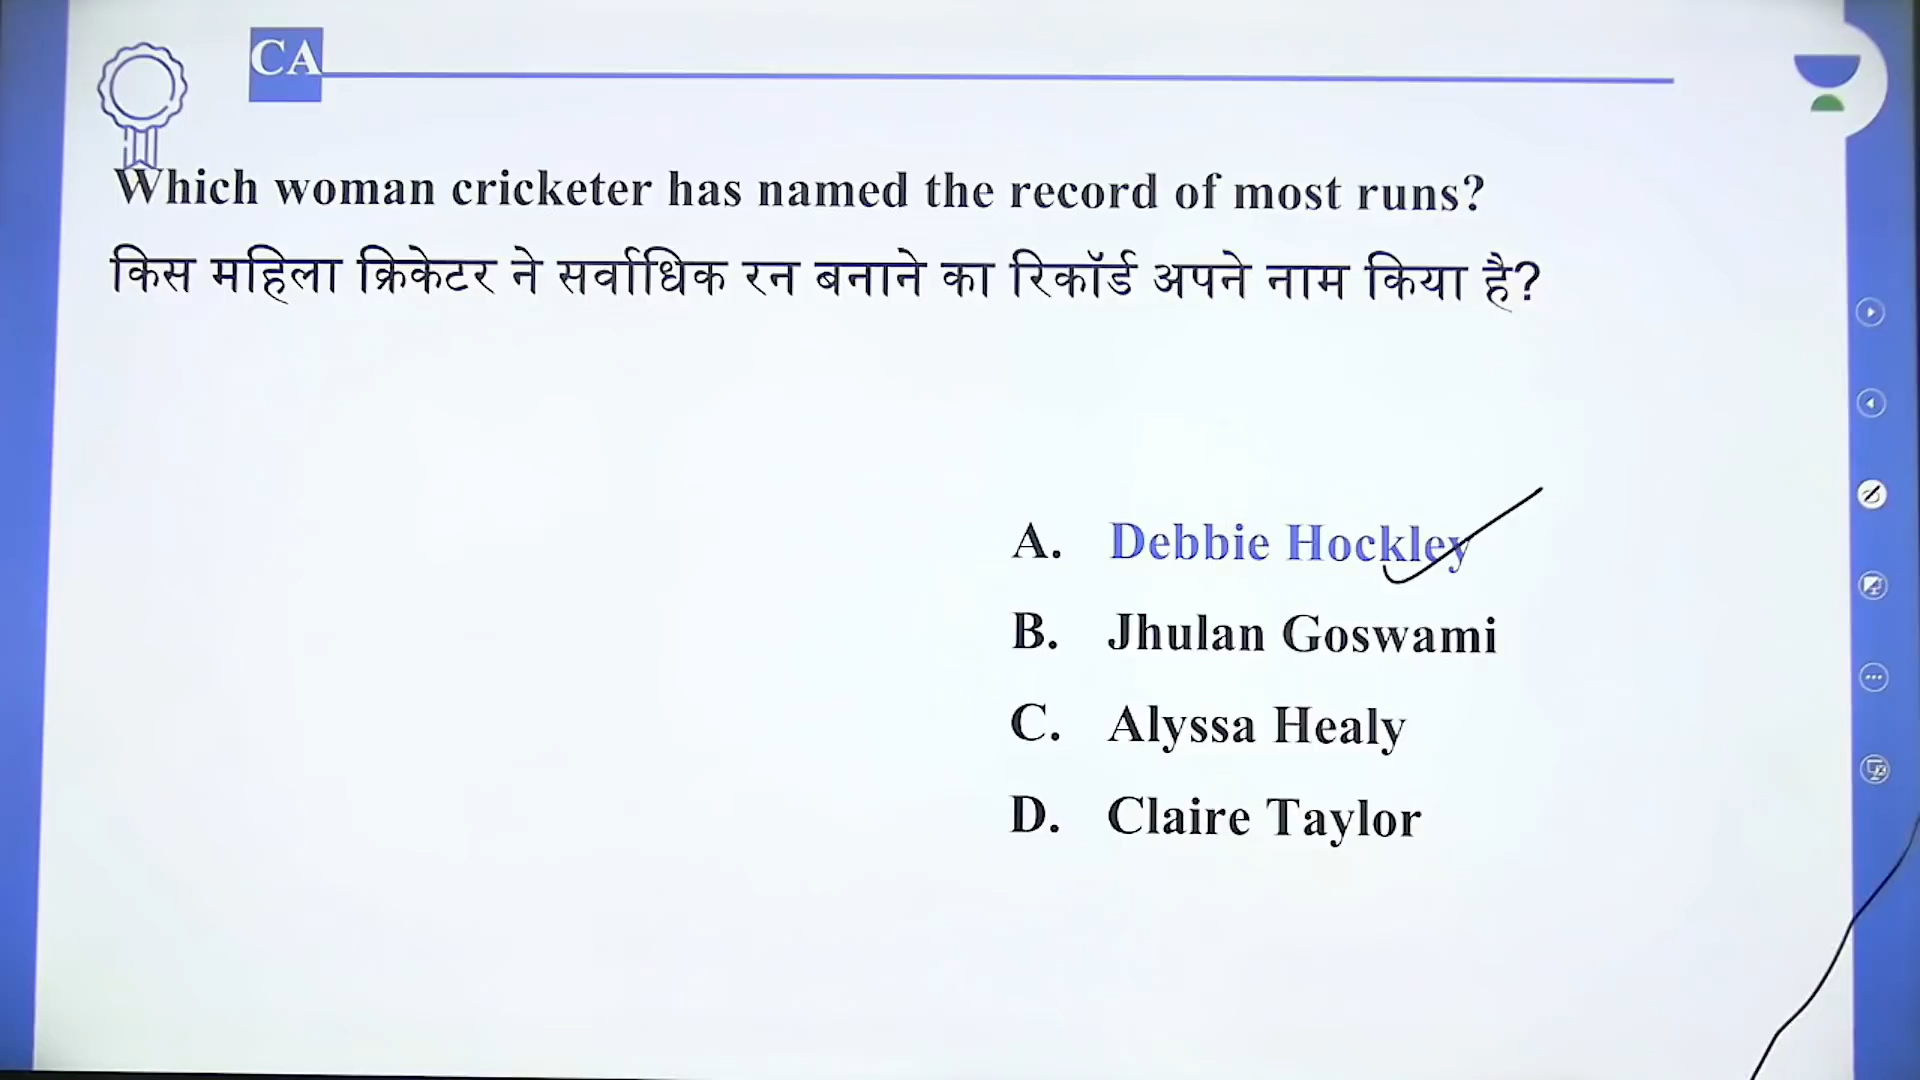 CA
Which woman cricketer has named the record of most runs?
किस महिला क्रिकेटर ने सर्वाधिक रन बनाने का रिकॉर्ड अपने नाम किया है?
A. Debbie Hockley
B. Jhulan Goswami
C. Alyssa Healy
D. Claire Taylor